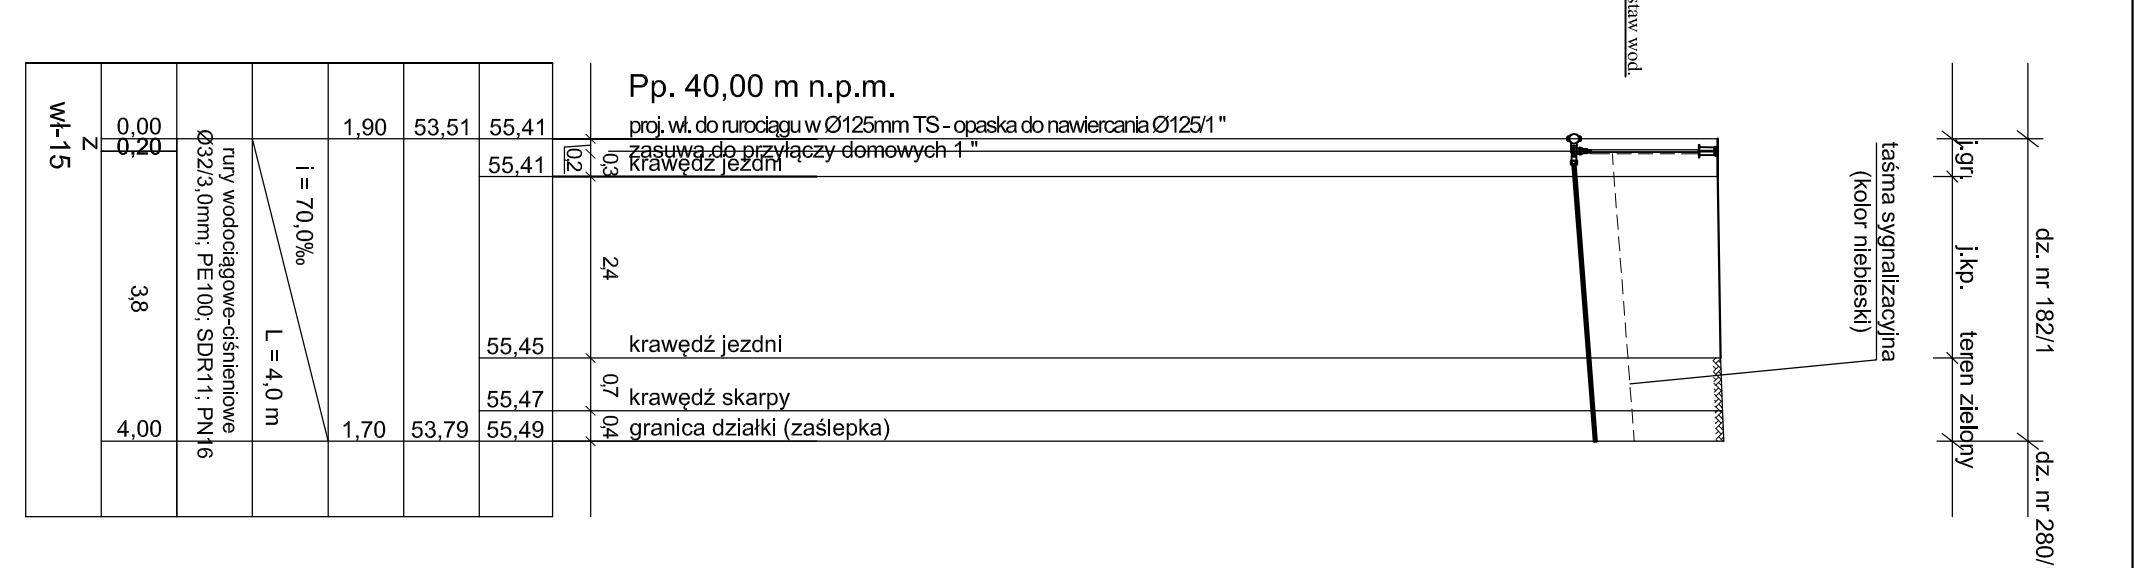 staw wod.
Pp. 40,00 m n.p.m.
proj. wł. do rurociągu w Ø125mm TS - opaska do nawiercania Ø125/1 "
zasuwa do przyłączy domowych 1 "
krawędź jezdni
krawędź jezdni
krawędź skarpy
granica działki (zaślepka)
wł-15
Z
0,00
0,20
3,8
4,00
rury wodociągowe-ciśnieniowe
Ø32/3,0mm; PE100; SDR11; PN16
i = 70,0‰
L = 4,0 m
1,90
53,51
55,41
55,41
55,45
55,47
1,70
53,79
55,49
0,2
0,3
2,4
0,7
0,4
taśma sygnalizacyjna
(kolor niebieski)
j.gr.
j.kp.
teren zielony
dz. nr 182/1
dz. nr 280/